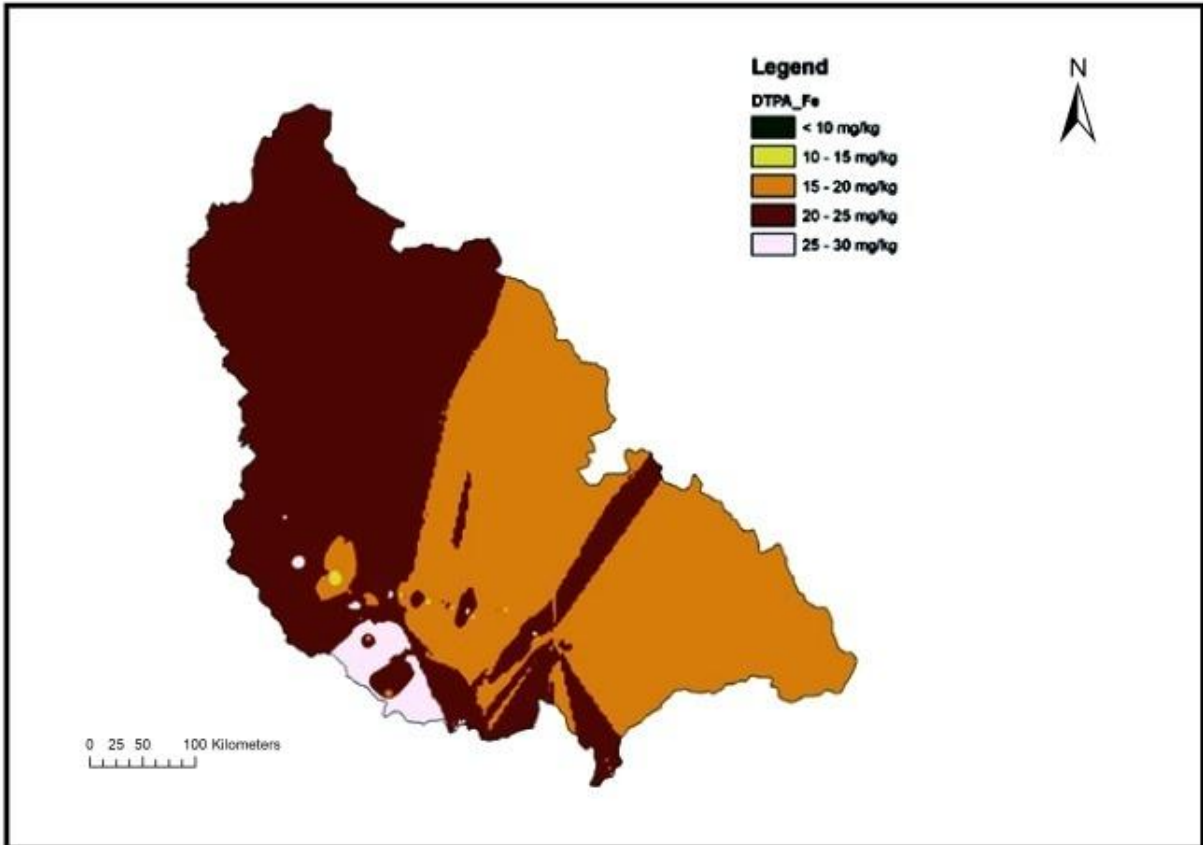 Legend
N
DTPA_Fe
< 10 mg/kg
10 - 15 mg/kg
15 - 20 mg/kg
20 - 25 mg/kg
25 - 30 mg/kg
0 25 50 100 Kilometers